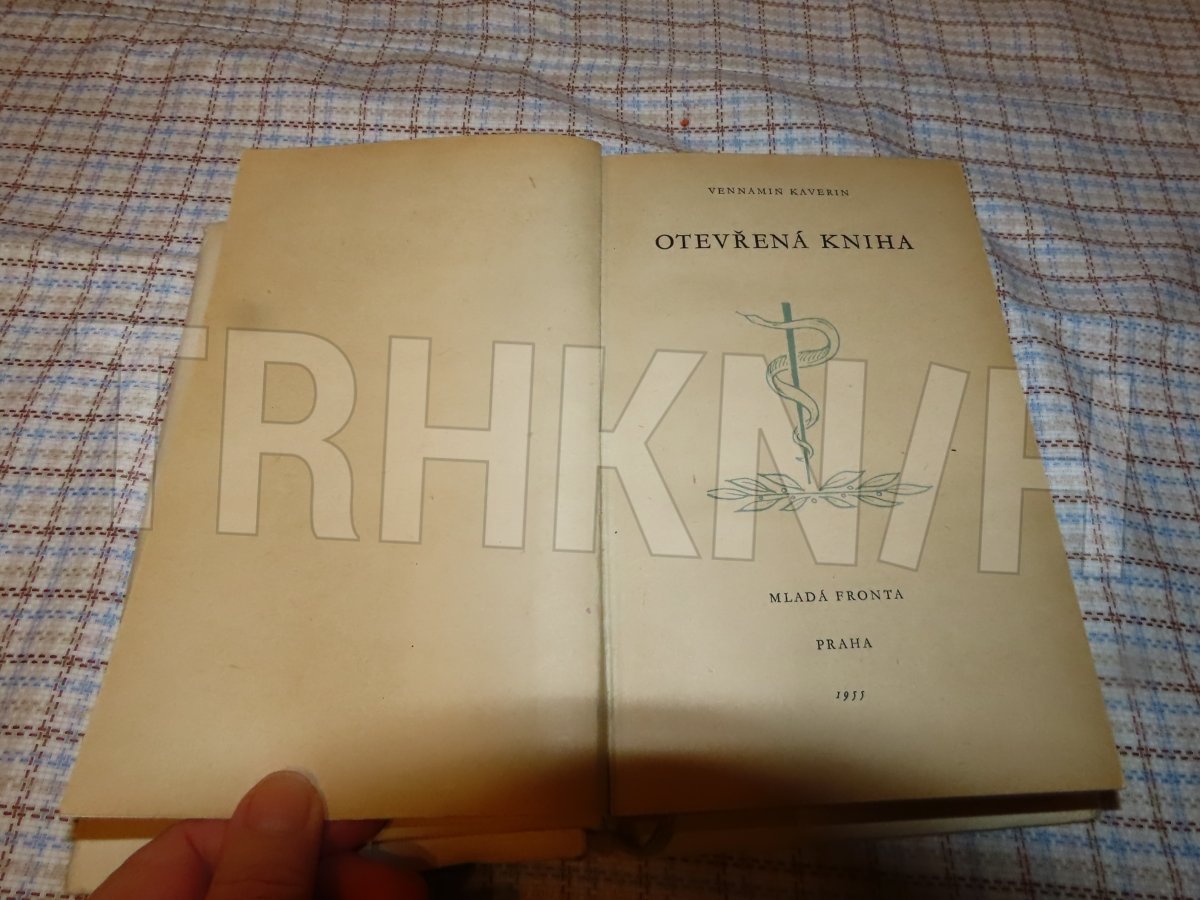 VENNAMIN KAVERIN
OTEVŘENÁ KNIHA
TRHKNIH
MLADÁ FRONTA
PRAHA
1955